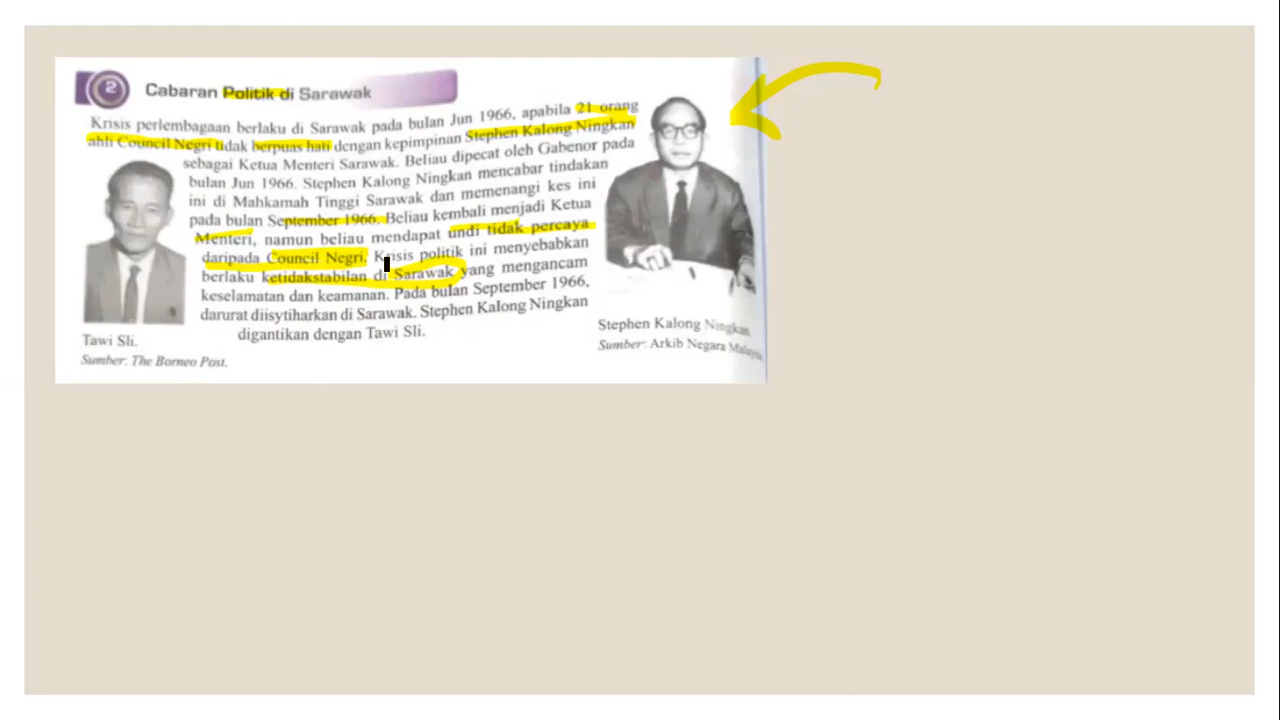 2 Cabaran Politik di Sarawak
Krisis perlembagaan berlaku di Sarawak pada bulan Jun 1966, apabila 21 orang
ahli Council Negri tidak berpuas hati dengan kepimpinan Stephen Kalong Ningkan
sebagai Ketua Menteri Sarawak. Beliau dipecat oleh Gabenor pada
bulan Jun 1966. Stephen Kalong Ningkan mencabar tindakan
ini di Mahkamah Tinggi Sarawak dan memenangi kes ini
pada bulan September 1966. Beliau kembali menjadi Ketua
Menteri, namun beliau mendapat undi tidak percaya
daripada Council Negri. Krisis politik ini menyebabkan
berlaku ketidakstabilan di Sarawak yang mengancam
keselamatan dan keamanan. Pada bulan September 1966,
darurat diisytiharkan di Sarawak. Stephen Kalong Ningkan
digantikan dengan Tawi Sli.
Tawi Sli.
Sumber: The Borneo Post.
Stephen Kalong Ningkan.
Sumber: Arkib Negara Malaysia